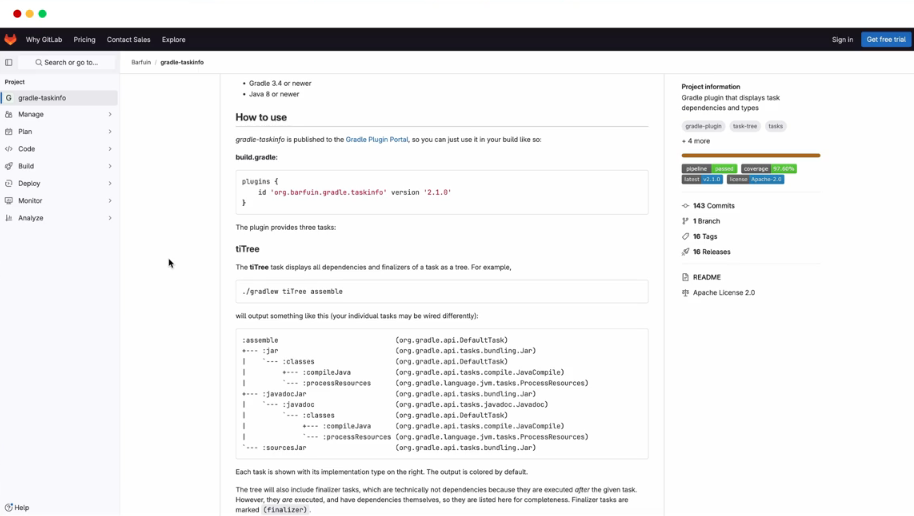 Why GitLab Pricing Contact Sales Explore Sign in Get free trial
Search or go to...
Barfuin gradle-taskinfo
Project
G gradle-taskinfo
Manage
Plan
Code
Build
Deploy
Monitor
Analyze
Help
• Gradle 3.4 or newer
• Java 8 or newer
How to use
gradle-taskinfo is published to the Gradle Plugin Portal, so you can just use it in your build like so:
build.gradle:
plugins {
    id 'org.barfuin.gradle.taskinfo' version '2.1.0'
}
The plugin provides three tasks:
tiTree
The tiTree task displays all dependencies and finalizers of a task as a tree. For example,
./gradlew tiTree assemble
will output something like this (your individual tasks may be wired differently):
:assemble                             (org.gradle.api.DefaultTask)
+--- :jar                             (org.gradle.api.tasks.bundling.Jar)
|    `--- :classes                    (org.gradle.api.DefaultTask)
|         +--- :compileJava           (org.gradle.api.tasks.compile.JavaCompile)
|         `--- :processResources      (org.gradle.language.jvm.tasks.ProcessResources)
+--- :javadocJar                      (org.gradle.api.tasks.bundling.Jar)
|    `--- :javadoc                    (org.gradle.api.tasks.javadoc.Javadoc)
|         `--- :classes               (org.gradle.api.DefaultTask)
|              +--- :compileJava      (org.gradle.api.tasks.compile.JavaCompile)
|              `--- :processResources (org.gradle.language.jvm.tasks.ProcessResources)
`--- :sourcesJar                      (org.gradle.api.tasks.bundling.Jar)
Each task is shown with its implementation type on the right. The output is colored by default.
The tree will also include finalizer tasks, which are technically not dependencies because they are executed after the given task.
However, they are executed, and have dependencies themselves, so they are listed here for completeness. Finalizer tasks are
marked (finalizer).
Project information
Gradle plugin that displays task
dependencies and types
gradle-plugin task-tree tasks
+ 4 more
pipeline passed coverage 97.60%
latest v2.1.0 license Apache-2.0
143 Commits
1 Branch
16 Tags
16 Releases
README
Apache License 2.0